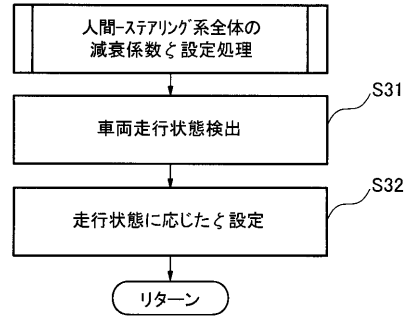 人間-ステアリング系全体の
減衰係数ζ設定処理
S31
車両走行状態検出
S32
走行状態に応じたζ設定
リターン